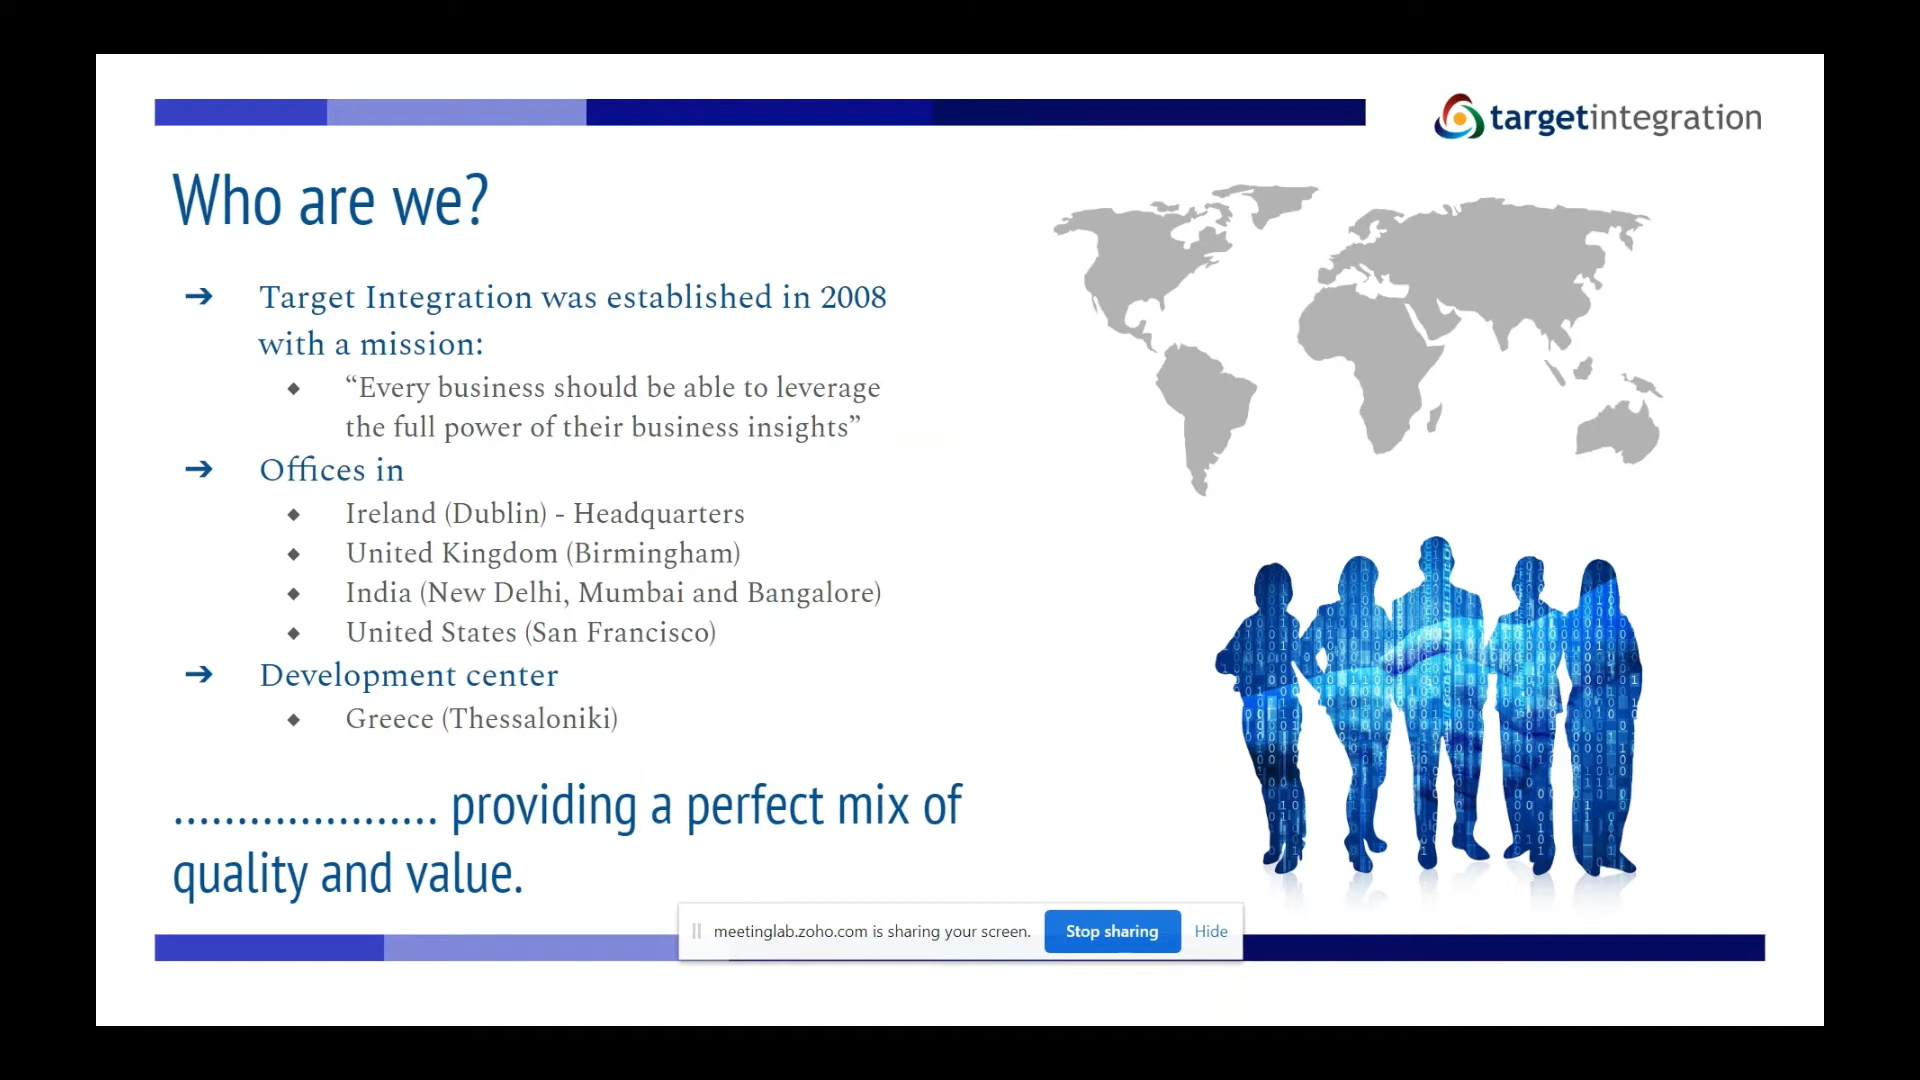 targetintegration
Who are we?
➔ Target Integration was established in 2008
with a mission:
◆ “Every business should be able to leverage
the full power of their business insights”
➔ Offices in
◆ Ireland (Dublin) - Headquarters
◆ United Kingdom (Birmingham)
◆ India (New Delhi, Mumbai and Bangalore)
◆ United States (San Francisco)
➔ Development center
◆ Greece (Thessaloniki)
..................... providing a perfect mix of
quality and value.
meetinglab.zoho.com is sharing your screen. Stop sharing Hide